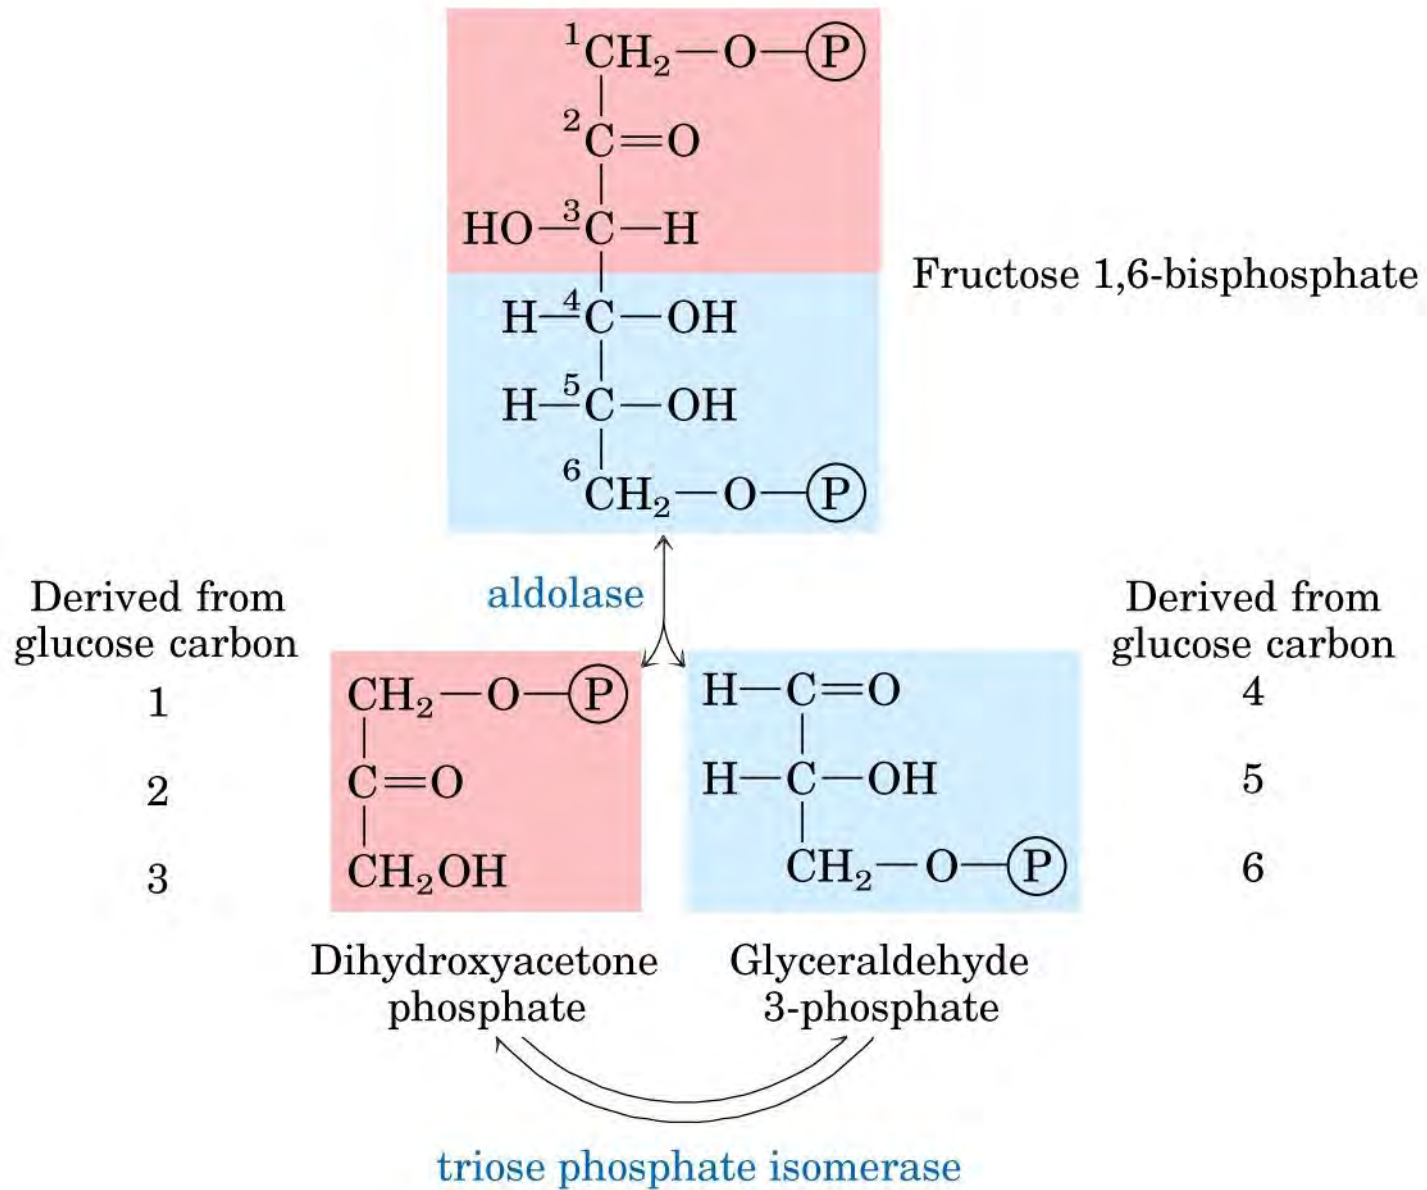 1CH2—O—P
2C=O
HO—3C—H
Fructose 1,6-bisphosphate
H—4C—OH
H—5C—OH
6CH2—O—P
aldolase
Derived from
glucose carbon
1
2
3
CH2—O—P
C=O
CH2OH
Dihydroxyacetone
phosphate
H—C=O
H—C—OH
CH2—O—P
Glyceraldehyde
3-phosphate
Derived from
glucose carbon
4
5
6
triose phosphate isomerase